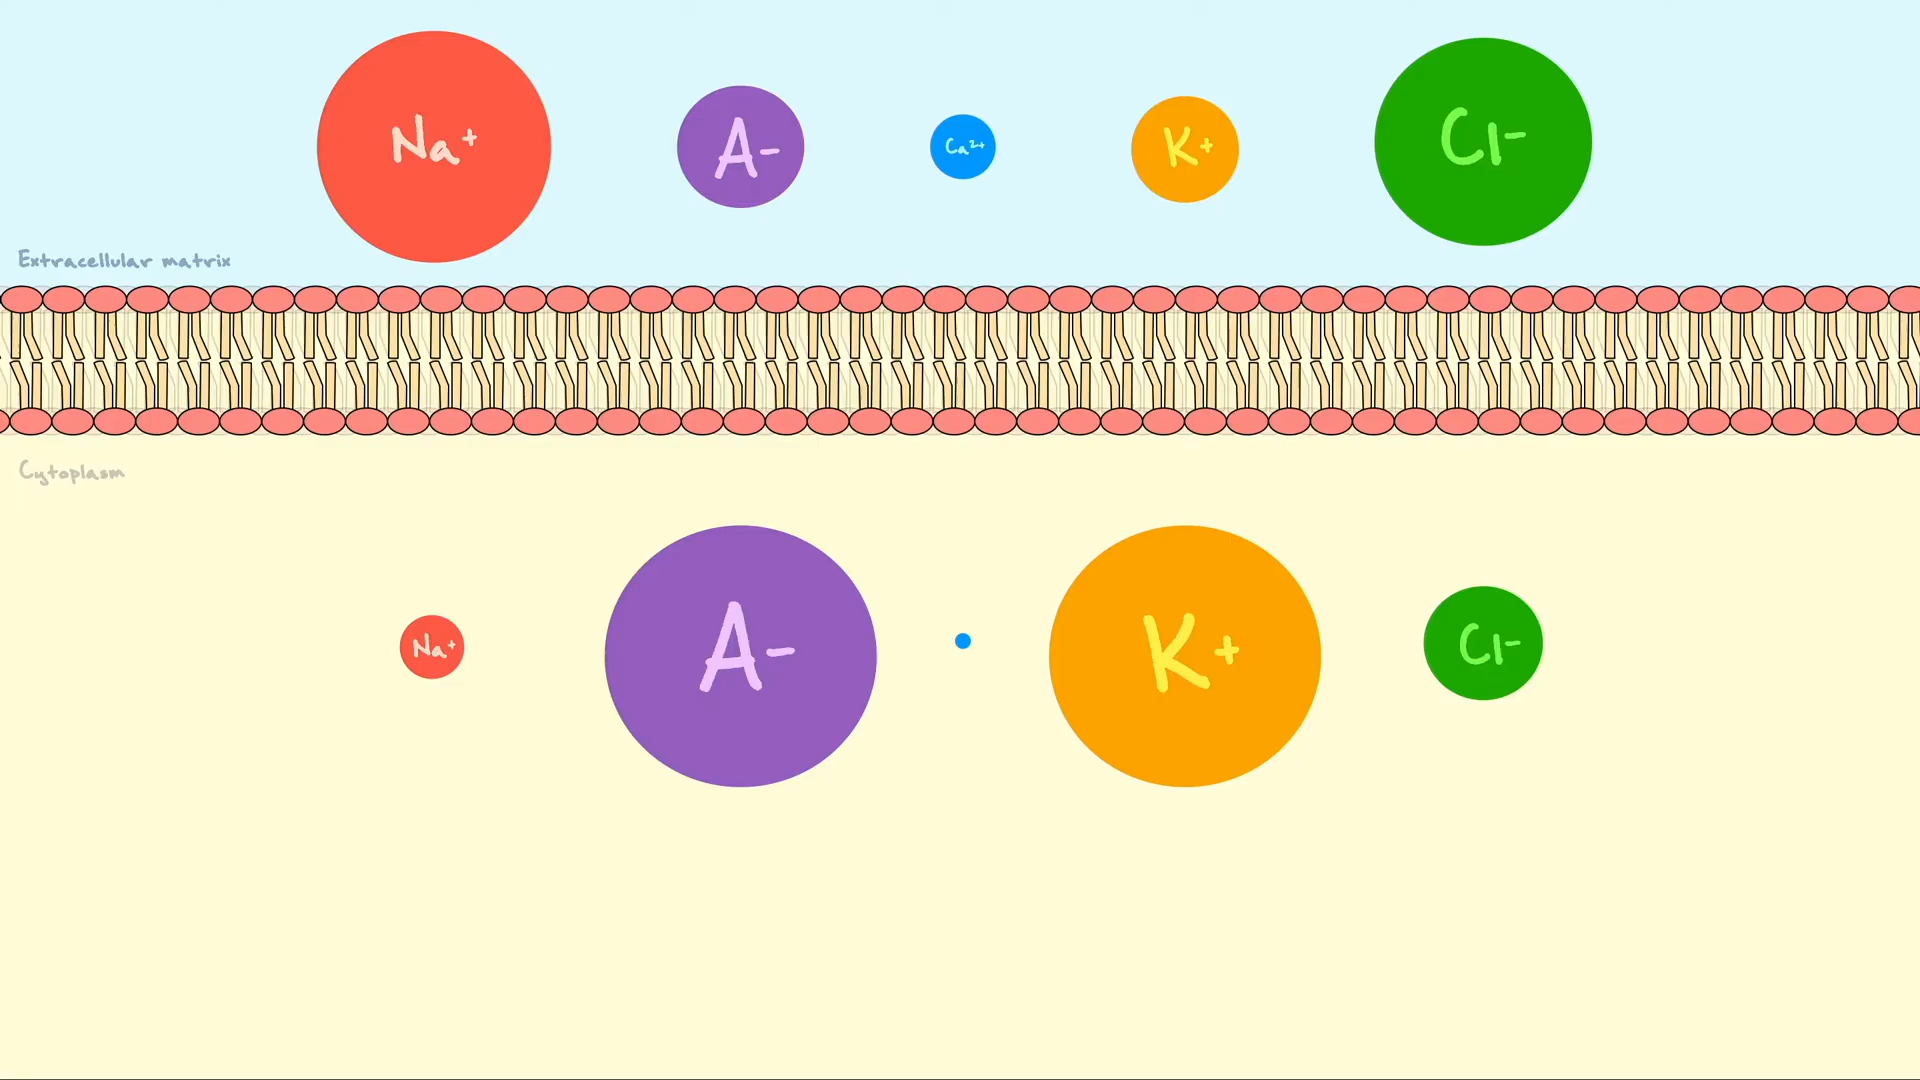 Na⁺
A-
Ca²⁺
K⁺
Cl⁻
Extracellular matrix
Cytoplasm
Na⁺
A-
K+
Cl⁻